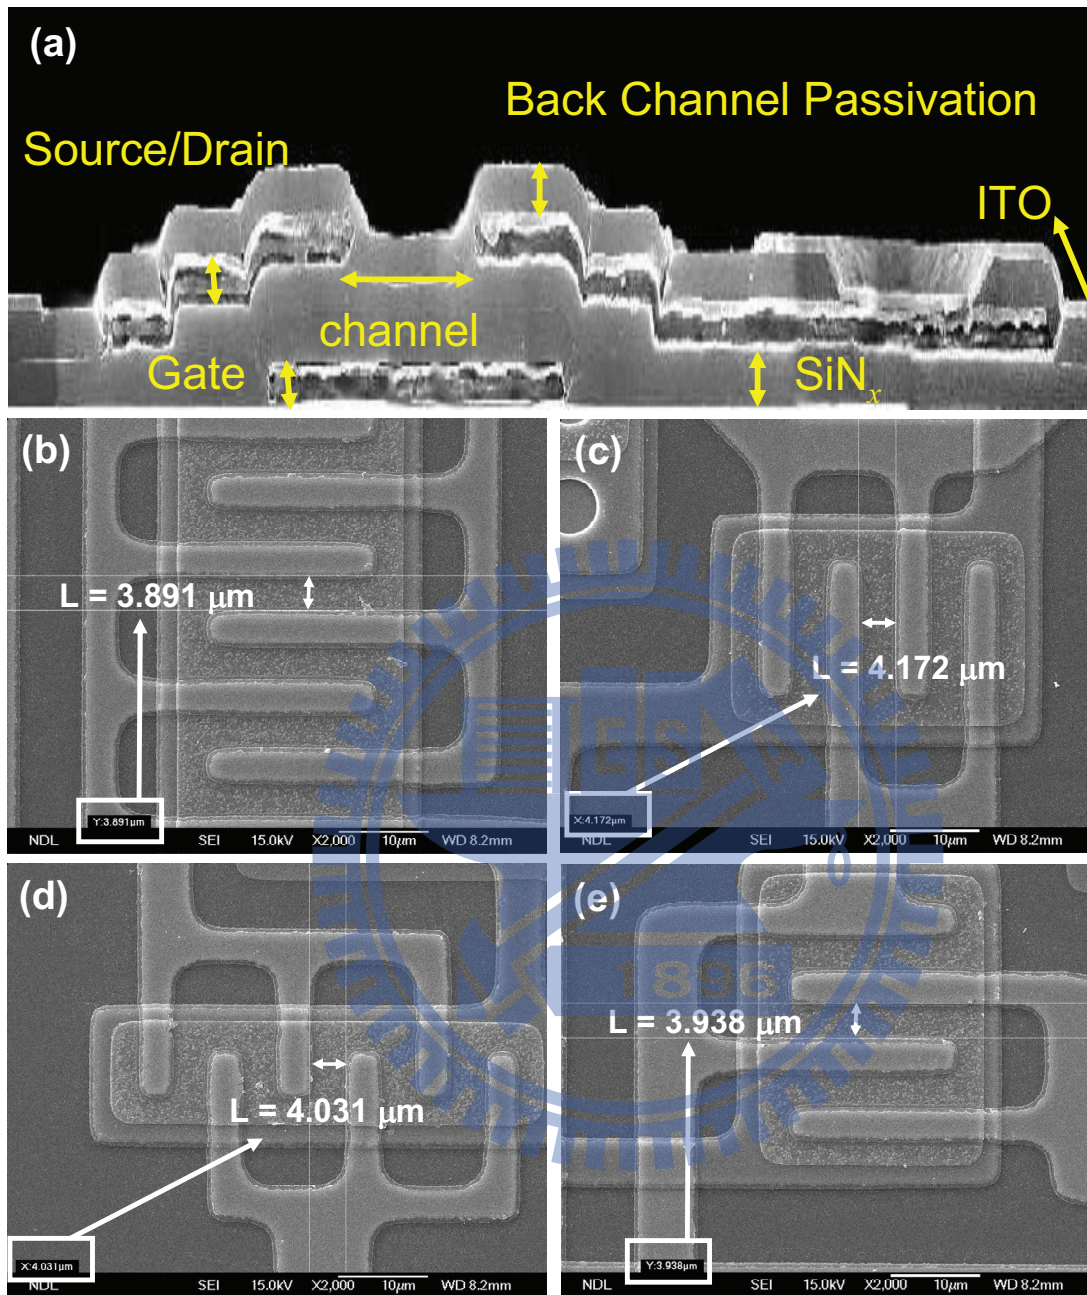 (a)
Back Channel Passivation
Source/Drain
ITO
channel
Gate
SiNx
(b)
L = 3.891 μm
Y:3.891μm
NDL SEI 15.0kV X2,000 10μm WD 8.2mm
(c)
L = 4.172 μm
X:4.172μm
NDL SEI 15.0kV X2,000 10μm WD 8.2mm
(d)
L = 4.031 μm
X:4.031μm
NDL SEI 15.0kV X2,000 10μm WD 8.2mm
(e)
L = 3.938 μm
Y:3.938μm
NDL SEI 15.0kV X2,000 10μm WD 8.2mm
ES
A
1896